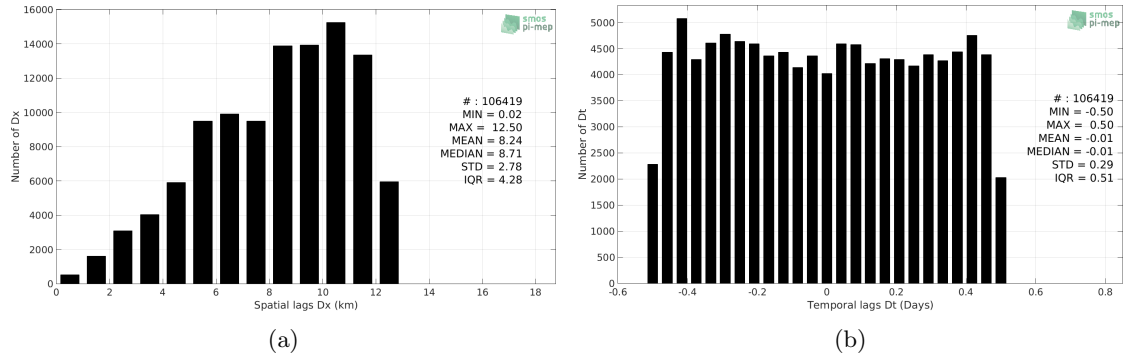 16000
14000
12000
10000
8000
6000
4000
2000
0
Number of Dx
smos
pi-mep
# : 106419
MIN = 0.02
MAX = 12.50
MEAN = 8.24
MEDIAN = 8.71
STD = 2.78
IQR = 4.28
0 2 4 6 8 10 12 14 16 18
Spatial lags Dx (km)
(a)
5000
4500
4000
3500
3000
2500
2000
1500
1000
500
0
Number of Dt
smos
pi-mep
# : 106419
MIN = -0.50
MAX = 0.50
MEAN = -0.01
MEDIAN = -0.01
STD = 0.29
IQR = 0.51
-0.6 -0.4 -0.2 0 0.2 0.4 0.6 0.8
Temporal lags Dt (Days)
(b)